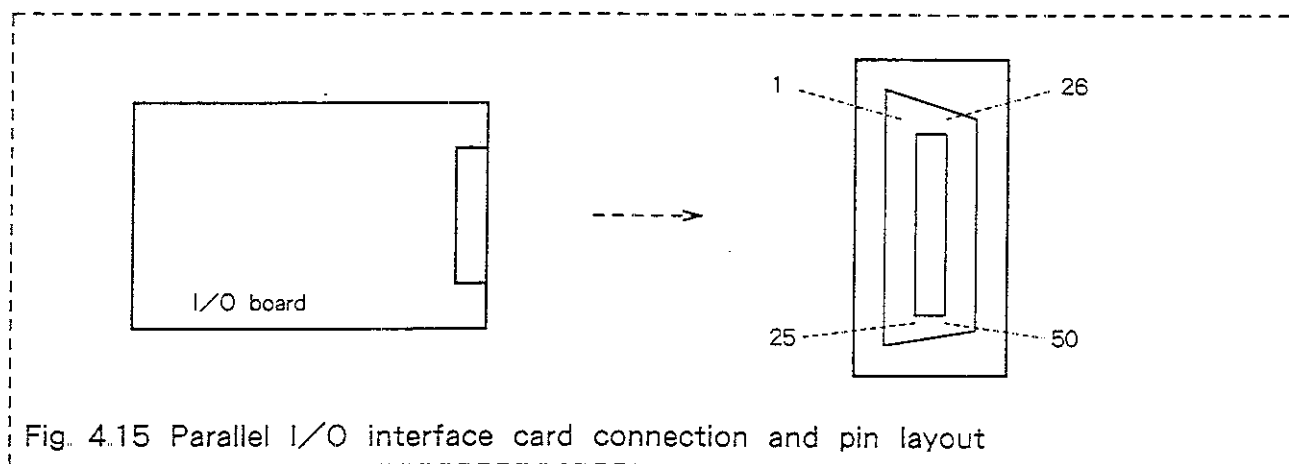 1
26
I/O board
25
50
Fig. 4.15 Parallel I/O interface card connection and pin layout